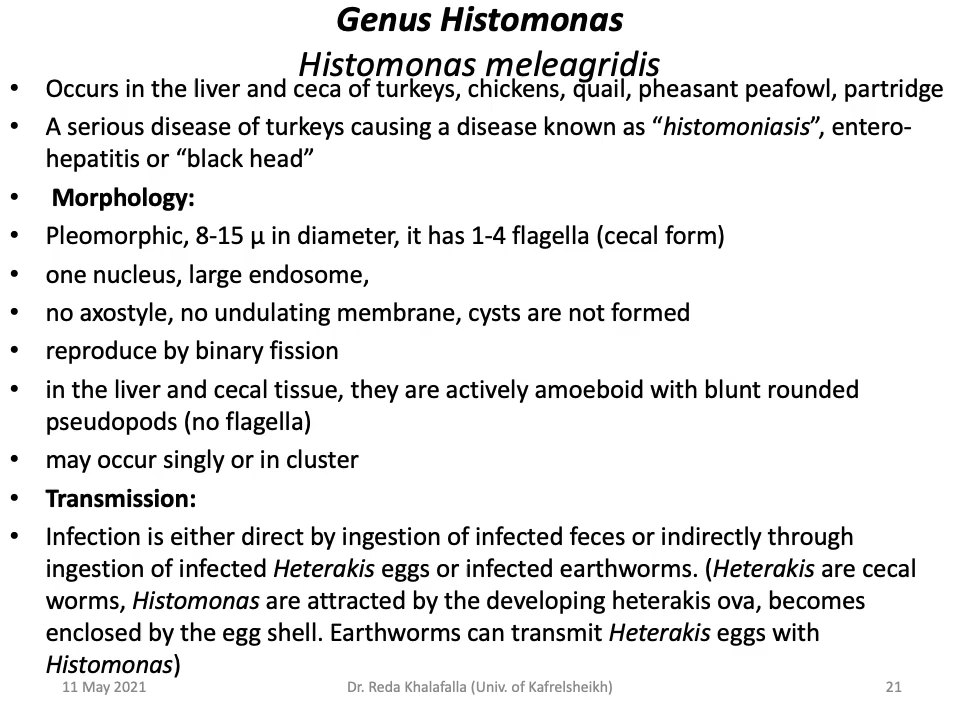 Genus Histomonas
Histomonas meleagridis
• Occurs in the liver and ceca of turkeys, chickens, quail, pheasant peafowl, partridge
• A serious disease of turkeys causing a disease known as “histomoniasis”, entero-
hepatitis or “black head”
• Morphology:
• Pleomorphic, 8-15 µ in diameter, it has 1-4 flagella (cecal form)
• one nucleus, large endosome,
• no axostyle, no undulating membrane, cysts are not formed
• reproduce by binary fission
• in the liver and cecal tissue, they are actively amoeboid with blunt rounded
pseudopods (no flagella)
• may occur singly or in cluster
• Transmission:
• Infection is either direct by ingestion of infected feces or indirectly through
ingestion of infected Heterakis eggs or infected earthworms. (Heterakis are cecal
worms, Histomonas are attracted by the developing heterakis ova, becomes
enclosed by the egg shell. Earthworms can transmit Heterakis eggs with
Histomonas)
11 May 2021 Dr. Reda Khalafalla (Univ. of Kafrelsheikh) 21